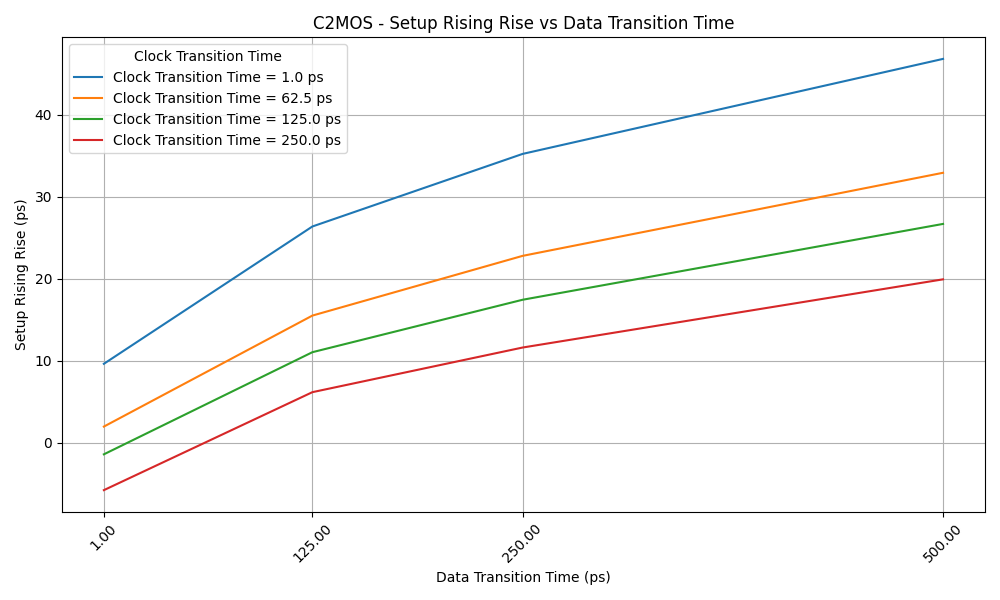 C2MOS - Setup Rising Rise vs Data Transition Time
Clock Transition Time
Clock Transition Time = 1.0 ps
Clock Transition Time = 62.5 ps
Clock Transition Time = 125.0 ps
Clock Transition Time = 250.0 ps
Setup Rising Rise (ps)
40
30
20
10
0
1.00
125.00
250.00
500.00
Data Transition Time (ps)